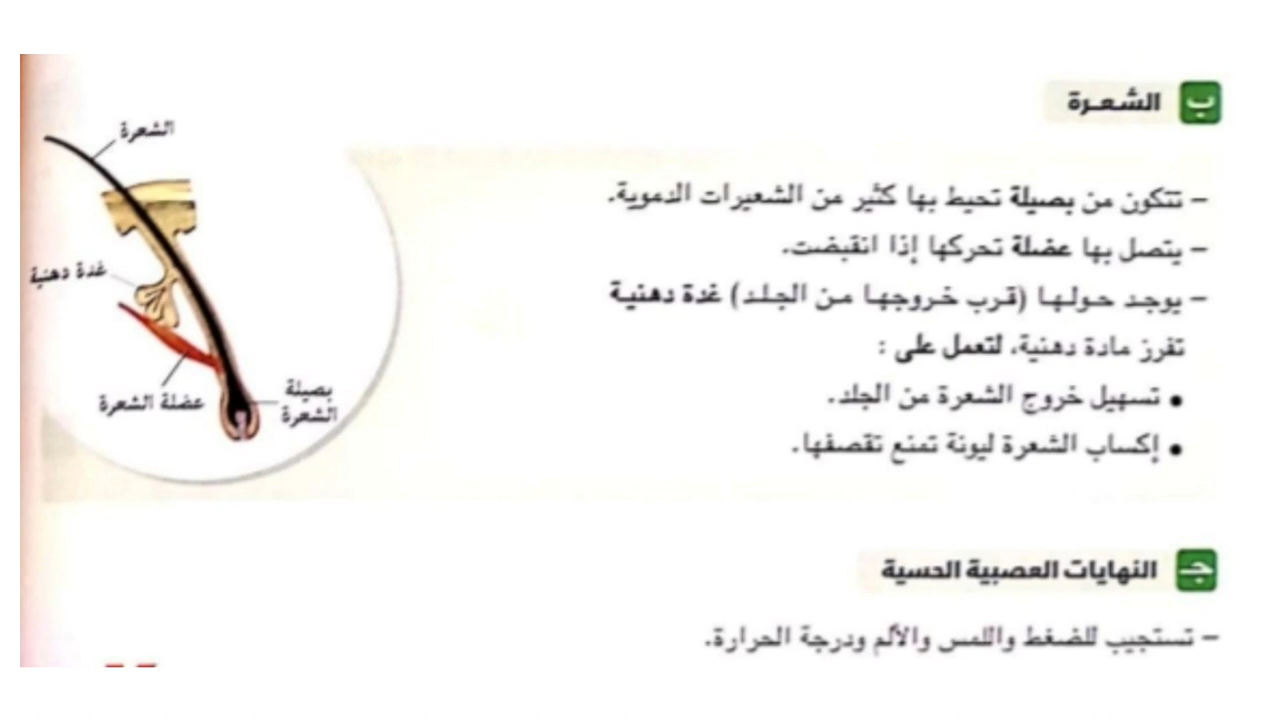 ب الشعرة
– تتكون من بصيلة تحيط بها كثير من الشعيرات الدموية.
– يتصل بها عضلة تحركها إذا انقبضت.
– يوجد حولها (قرب خروجها من الجلد) غدة دهنية
تفرز مادة دهنية، لتعمل على :
• تسهيل خروج الشعرة من الجلد.
• إكساب الشعرة ليونة تمنع تقصفها.
الشعرة
غدة دهنية
عضلة الشعرة
بصيلة
الشعرة
جـ النهايات العصبية الحسية
– تستجيب للضغط واللمس والألم ودرجة الحرارة.